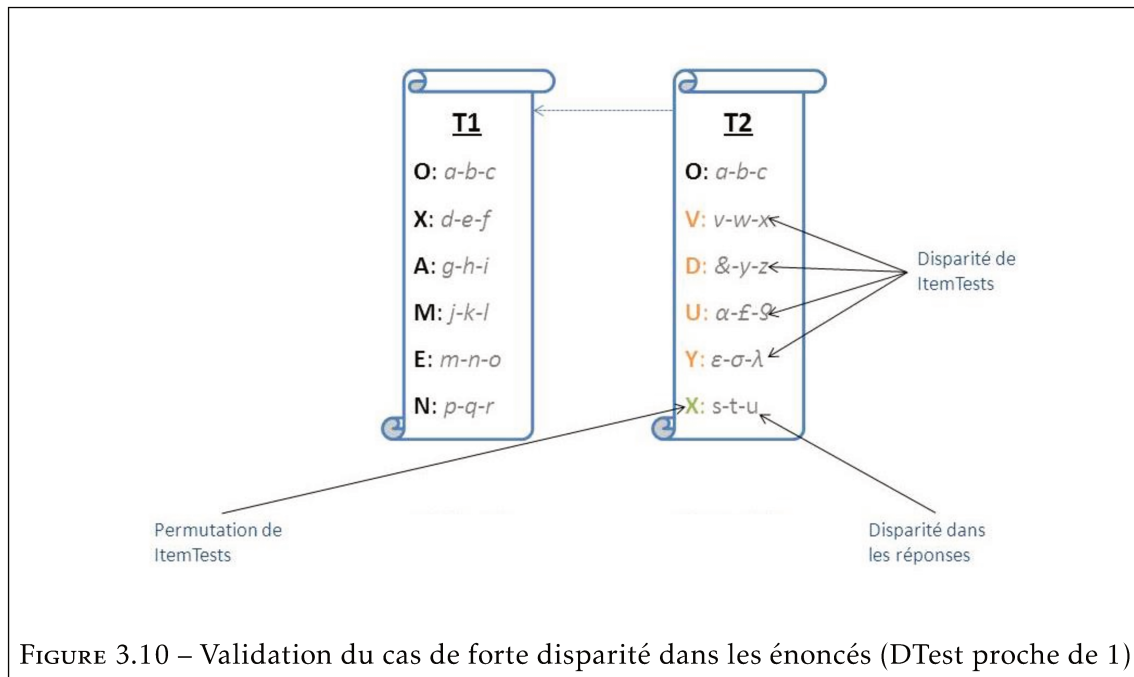 T1
O: a-b-c
X: d-e-f
A: g-h-i
M: j-k-l
E: m-n-o
N: p-q-r
T2
O: a-b-c
V: v-w-x
D: &-y-z
U: α-£-
Y: ε-σ-λ
X: s-t-u
Disparité de
ItemTests
Permutation de
ItemTests
Disparité dans
les réponses
FIGURE 3.10 – Validation du cas de forte disparité dans les énoncés (DTest proche de 1)